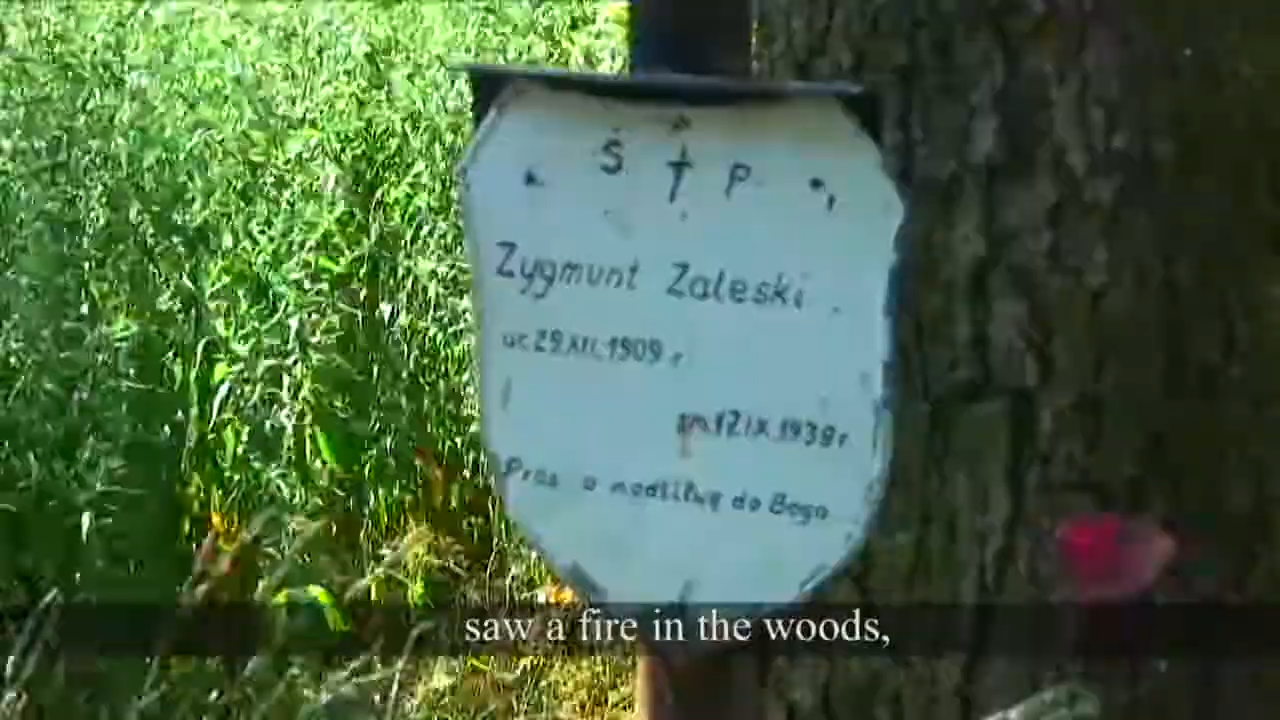 Ś † P
Zygmunt Zaleski
ur. 29.XII.1909 r.
zm. 12.IX.1939 r.
Prosi o modlitwę do Boga
saw a fire in the woods,